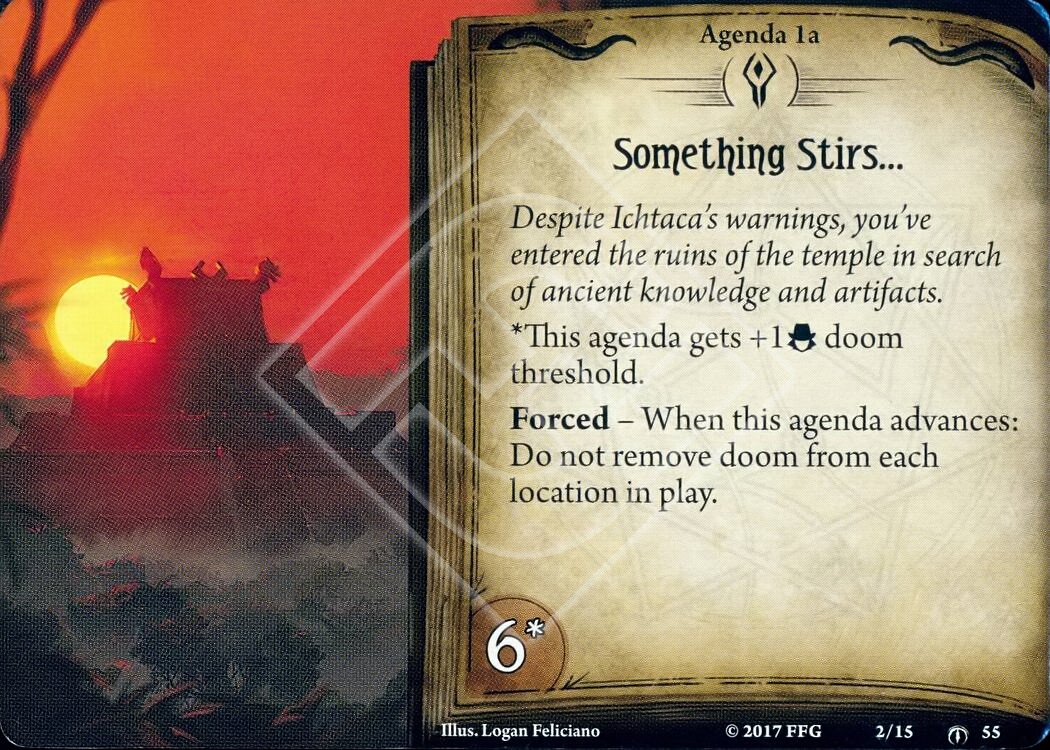 Agenda 1a
Something Stirs...
Despite Ichtaca's warnings, you've
entered the ruins of the temple in search
of ancient knowledge and artifacts.
*This agenda gets +1 doom
threshold.
Forced – When this agenda advances:
Do not remove doom from each
location in play.
6*
Illus. Logan Feliciano © 2017 FFG 2/15 55